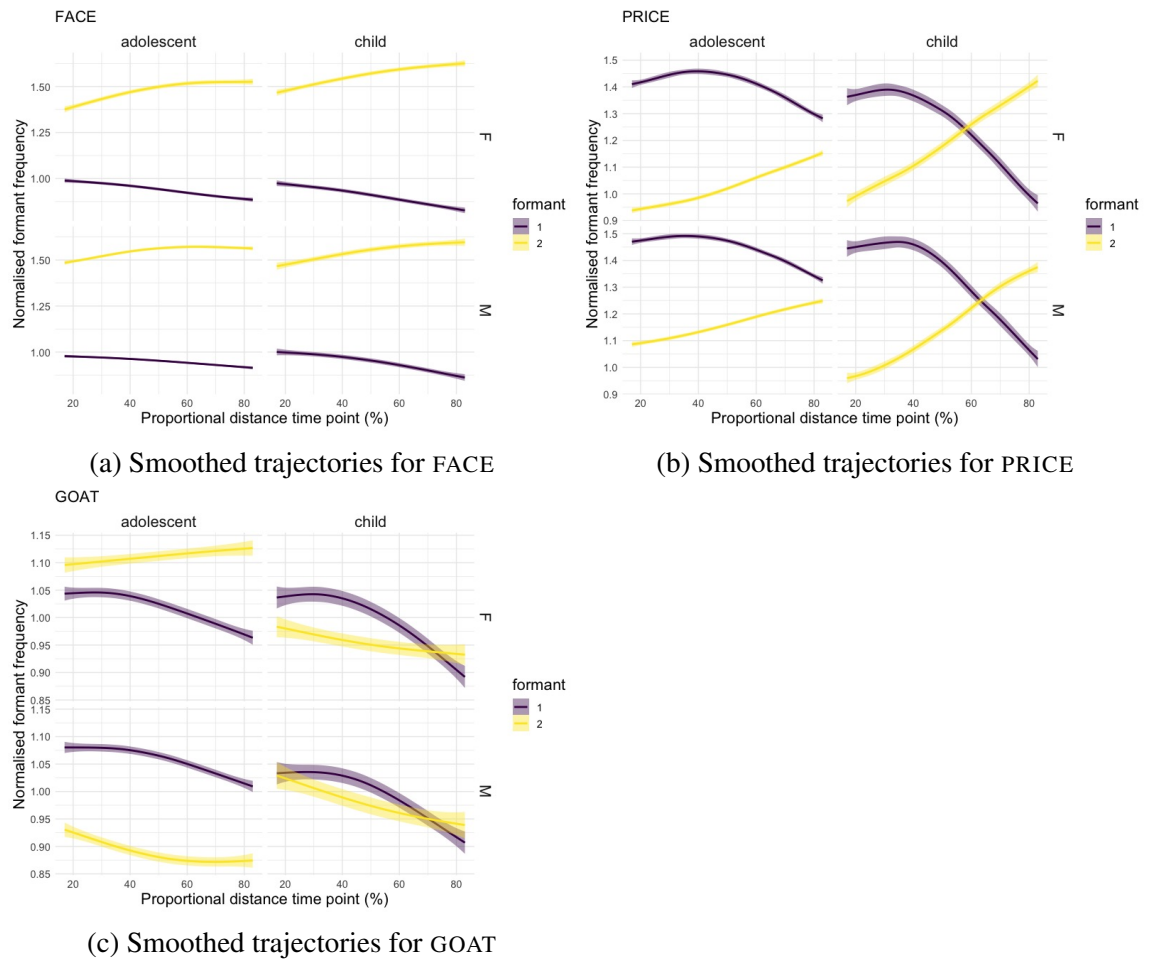 FACE
adolescent child
1.50
1.25
1.00
F
1.50
1.25
1.00
M
Normalised formant frequency
20 40 60 80 20 40 60 80
Proportional distance time point (%)
formant
1
2
(a) Smoothed trajectories for FACE
PRICE
adolescent child
1.5
1.4
1.3
1.2
1.1
1.0
0.9
F
1.5
1.4
1.3
1.2
1.1
1.0
0.9
M
Normalised formant frequency
20 40 60 80 20 40 60 80
Proportional distance time point (%)
formant
1
2
(b) Smoothed trajectories for PRICE
GOAT
adolescent child
1.15
1.10
1.05
1.00
0.95
0.90
0.85
F
1.15
1.10
1.05
1.00
0.95
0.90
0.85
M
Normalised formant frequency
20 40 60 80 20 40 60 80
Proportional distance time point (%)
formant
1
2
(c) Smoothed trajectories for GOAT